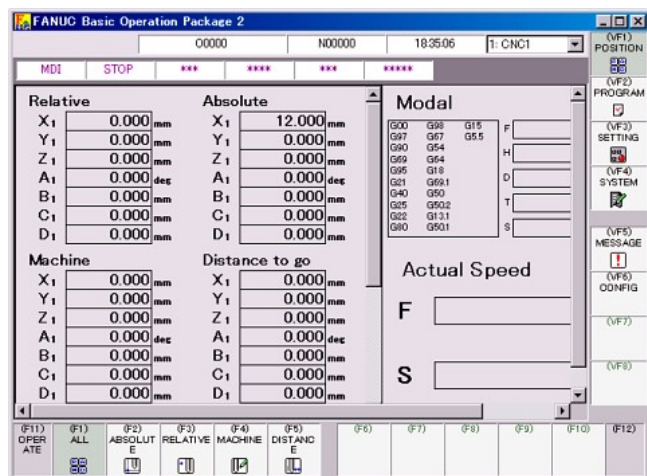 FANUC Basic Operation Package 2
O0000 N00000 18:35:06 1: CNC1
MDI STOP *** **** *** *****
Relative
X1 0.000 mm
Y1 0.000 mm
Z1 0.000 mm
A1 0.000 deg
B1 0.000 mm
C1 0.000 mm
D1 0.000 mm
Absolute
X1 12.000 mm
Y1 0.000 mm
Z1 0.000 mm
A1 0.000 deg
B1 0.000 mm
C1 0.000 mm
D1 0.000 mm
Machine
X1 0.000 mm
Y1 0.000 mm
Z1 0.000 mm
A1 0.000 deg
B1 0.000 mm
C1 0.000 mm
D1 0.000 mm
Distance to go
X1 0.000 mm
Y1 0.000 mm
Z1 0.000 mm
A1 0.000 deg
B1 0.000 mm
C1 0.000 mm
D1 0.000 mm
Modal
G00 G98 G15
G97 G67 G5.5
G90 G54
G69 G64
G95 G18
G21 G69.1
G40 G50
G25 G50.2
G22 G13.1
G80 G50.1
F
H
D
T
S
Actual Speed
F
S
(VF1)
POSITION
(VF2)
PROGRAM
(VF3)
SETTING
(VF4)
SYSTEM
(VF5)
MESSAGE
(VF6)
CONFIG
(VF7)
(VF8)
(F11)
OPER
ATE
(F1)
ALL
(F2)
ABSOLUT
E
(F3)
RELATIVE
(F4)
MACHINE
(F5)
DISTANC
E
(F6)
(F7)
(F8)
(F9)
(F10)
(F12)